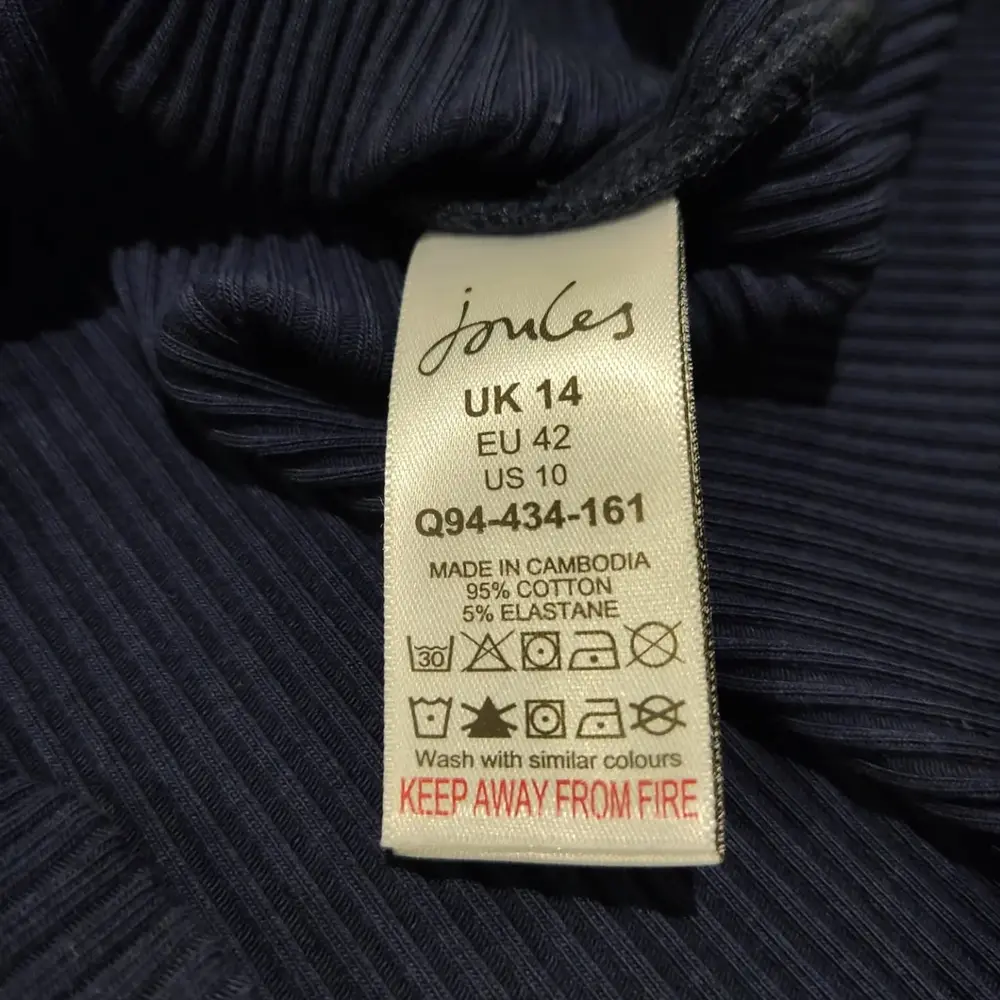 joules
UK 14
EU 42
US 10
Q94-434-161
MADE IN CAMBODIA
95% COTTON
5% ELASTANE
30
Wash with similar colours
KEEP AWAY FROM FIRE